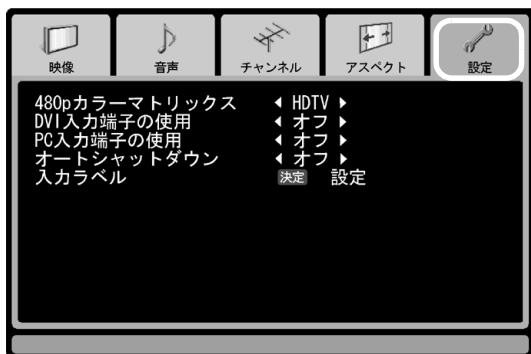 映像 音声 チャンネル アスペクト 設定
480pカラーマトリックス ◀ HDTV ▶
DVI入力端子の使用 ◀ オフ ▶
PC入力端子の使用 ◀ オフ ▶
オートシャットダウン ◀ オフ ▶
入力ラベル 決定 設定